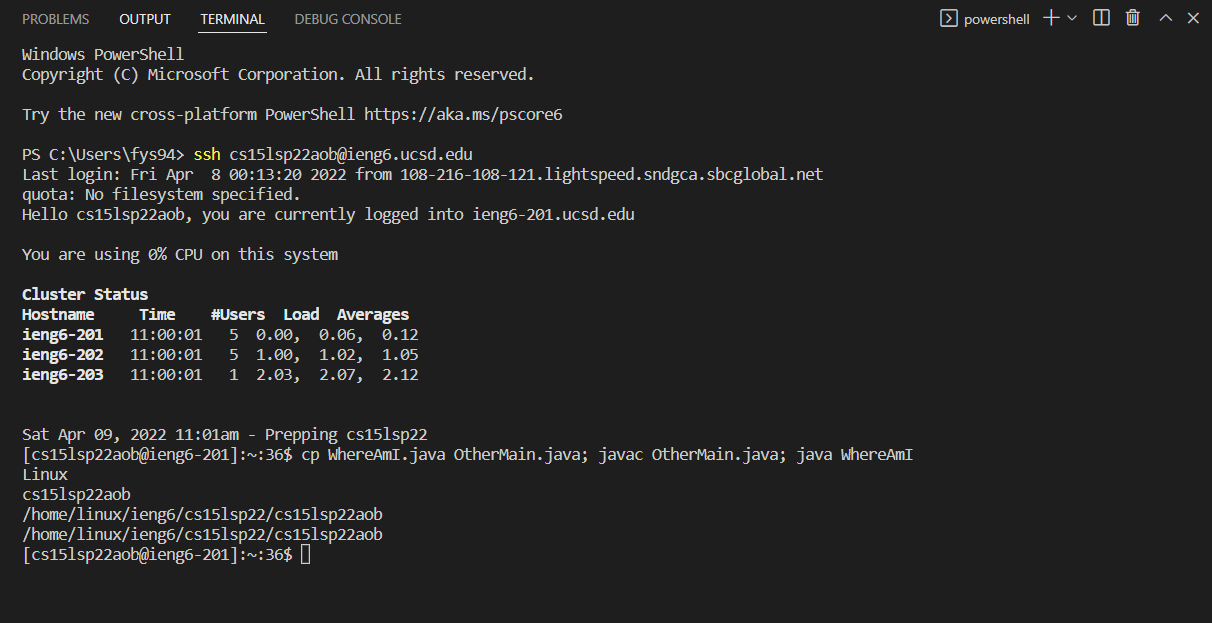 PROBLEMS OUTPUT TERMINAL DEBUG CONSOLE powershell
Windows PowerShell
Copyright (C) Microsoft Corporation. All rights reserved.
Try the new cross-platform PowerShell https://aka.ms/pscore6
PS C:\Users\fys94> ssh cs15lsp22aob@ieng6.ucsd.edu
Last login: Fri Apr  8 00:13:20 2022 from 108-216-108-121.lightspeed.sndgca.sbcglobal.net
quota: No filesystem specified.
Hello cs15lsp22aob, you are currently logged into ieng6-201.ucsd.edu
You are using 0% CPU on this system
Cluster Status
Hostname     Time    #Users  Load  Averages
ieng6-201   11:00:01   5  0.00,  0.06,  0.12
ieng6-202   11:00:01   5  1.00,  1.02,  1.05
ieng6-203   11:00:01   1  2.03,  2.07,  2.12
Sat Apr 09, 2022 11:01am - Prepping cs15lsp22
[cs15lsp22aob@ieng6-201]:~:36$ cp WhereAmI.java OtherMain.java; javac OtherMain.java; java WhereAmI
Linux
cs15lsp22aob
/home/linux/ieng6/cs15lsp22/cs15lsp22aob
/home/linux/ieng6/cs15lsp22/cs15lsp22aob
[cs15lsp22aob@ieng6-201]:~:36$